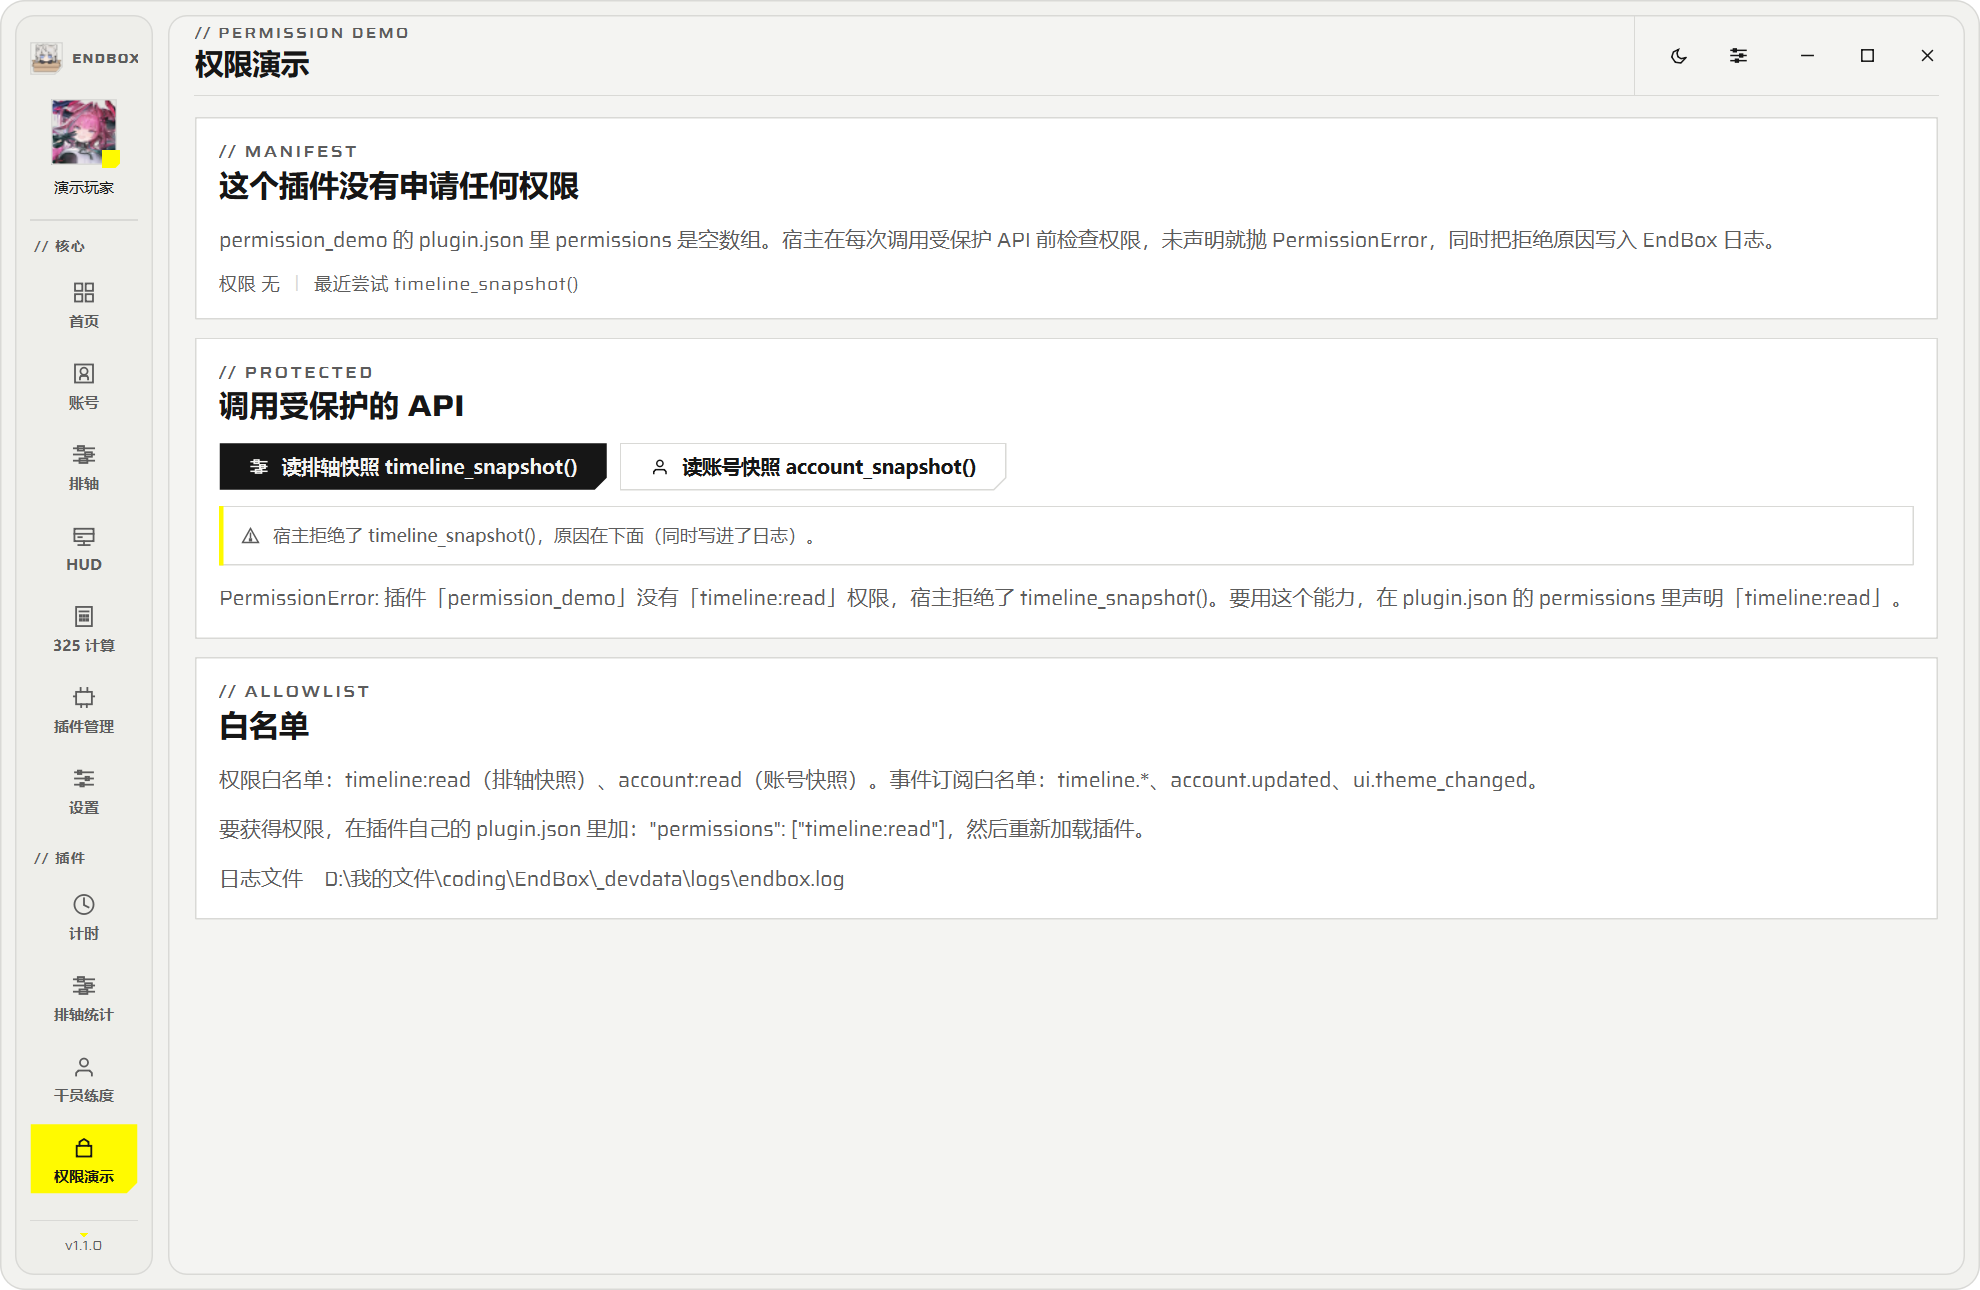 ENDBOX
演示玩家
// 核心
首页
账号
排轴
HUD
325 计算
插件管理
设置
// 插件
计时
排轴统计
干员练度
权限演示
v1.1.0
// PERMISSION DEMO
权限演示
// MANIFEST
这个插件没有申请任何权限
permission_demo 的 plugin.json 里 permissions 是空数组。宿主在每次调用受保护 API 前检查权限，未声明就抛 PermissionError，同时把拒绝原因写入 EndBox 日志。
权限 无 | 最近尝试 timeline_snapshot()
// PROTECTED
调用受保护的 API
读排轴快照 timeline_snapshot()
读账号快照 account_snapshot()
宿主拒绝了 timeline_snapshot()，原因在下面（同时写进了日志）。
PermissionError: 插件「permission_demo」没有「timeline:read」权限，宿主拒绝了 timeline_snapshot()。要用这个能力，在 plugin.json 的 permissions 里声明「timeline:read」。
// ALLOWLIST
白名单
权限白名单：timeline:read（排轴快照）、account:read（账号快照）。事件订阅白名单：timeline.*、account.updated、ui.theme_changed。
要获得权限，在插件自己的 plugin.json 里加："permissions": ["timeline:read"]，然后重新加载插件。
日志文件 D:\我的文件\coding\EndBox\_devdata\logs\endbox.log